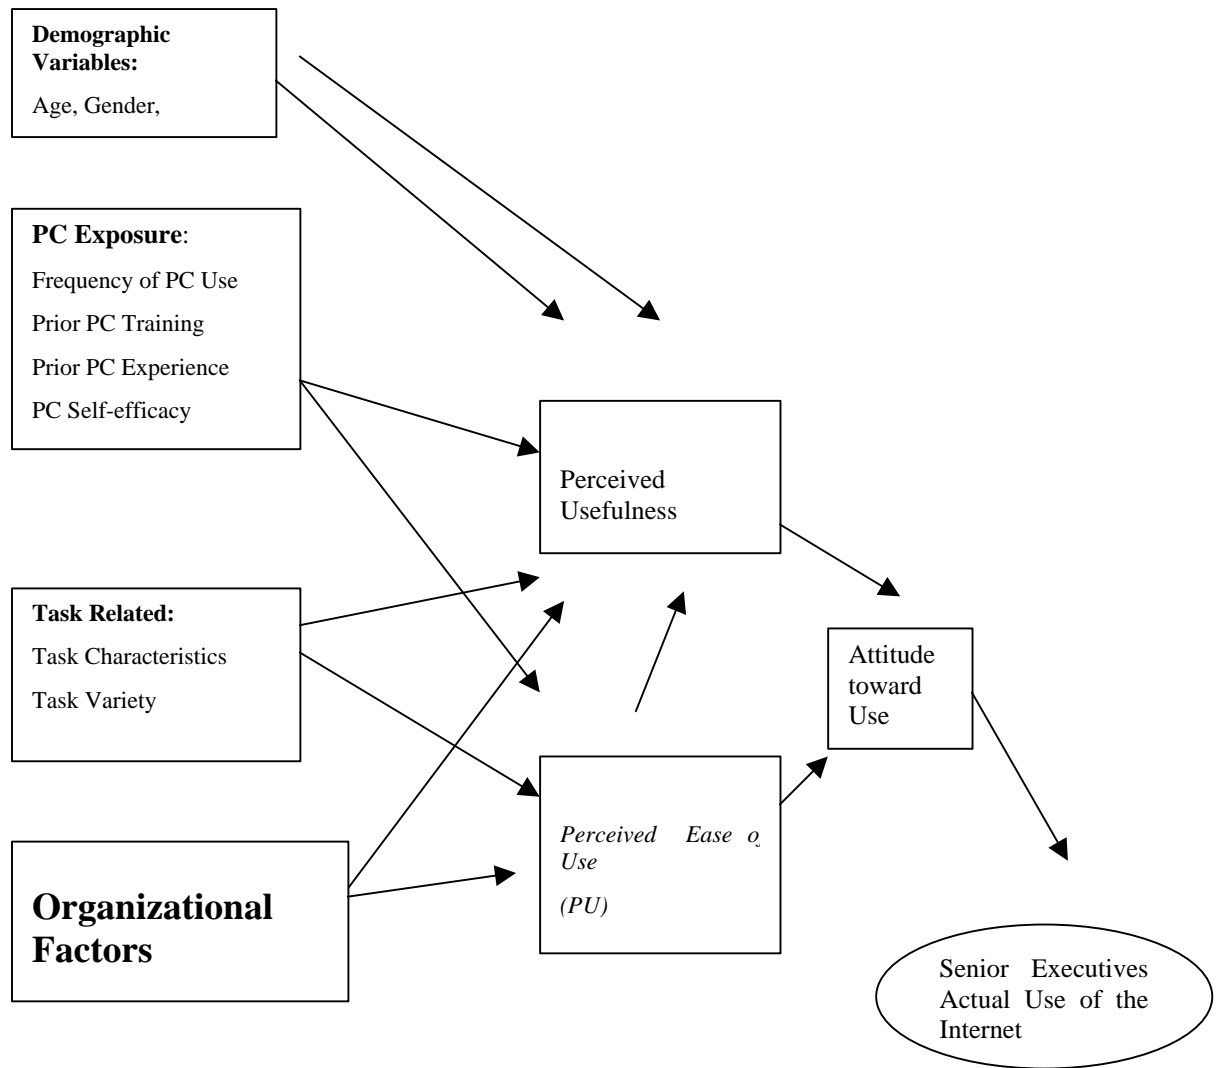 Demographic
Variables:
Age, Gender,
PC Exposure:
Frequency of PC Use
Prior PC Training
Prior PC Experience
PC Self-efficacy
Perceived
Usefulness
Task Related:
Task Characteristics
Task Variety
Attitude
toward
Use
Perceived Ease o
Use
(PU)
Organizational
Factors
Senior Executives
Actual Use of the
Internet